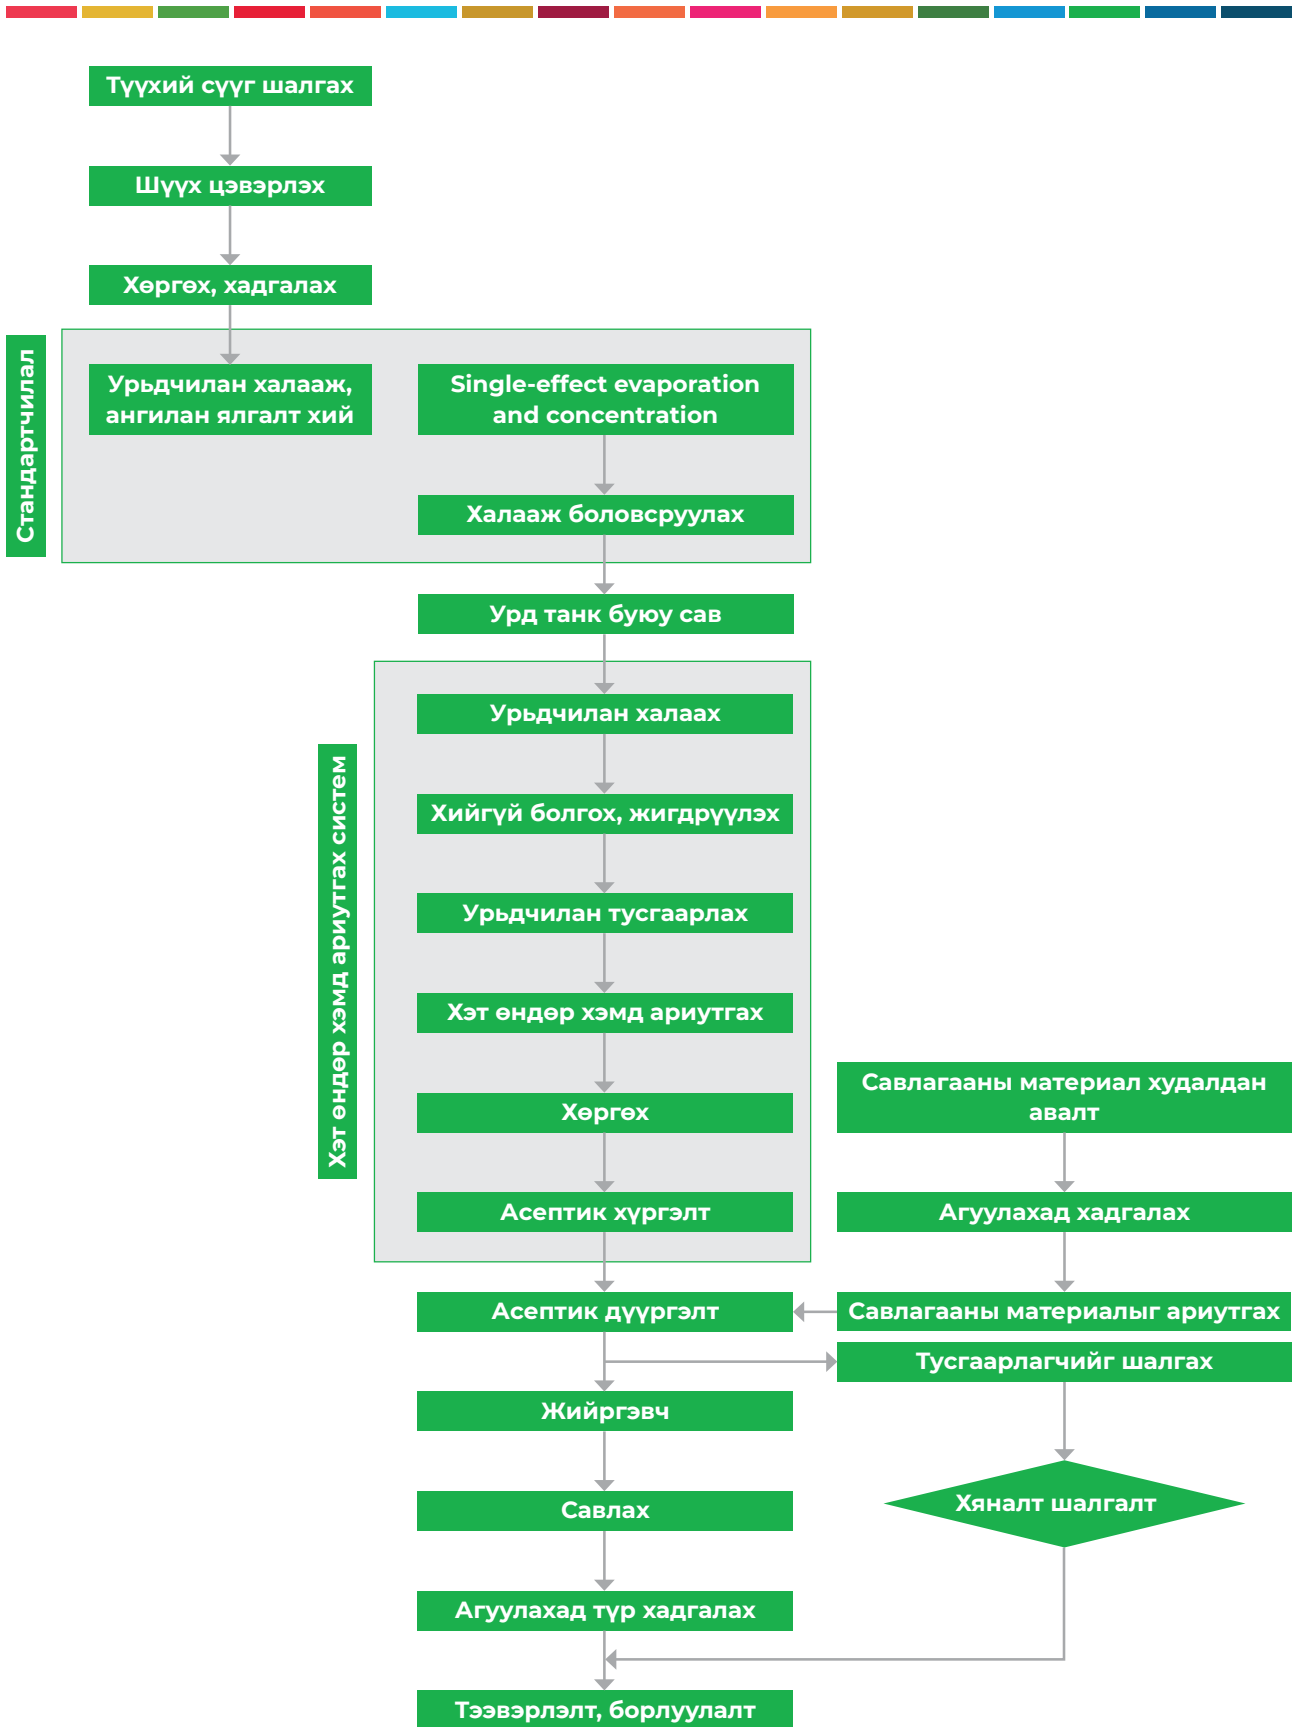 Түүхий сүүг шалгах
Шүүх цэвэрлэх
Хөргөх, хадгалах
Стандартчилал
Урьдчилан халааж,
ангилан ялгалт хий
Single-effect evaporation
and concentration
Халааж боловсруулах
Урд танк буюу сав
Хэт өндөр хэмд ариутгах систем
Урьдчилан халаах
Хийгүй болгох, жигдрүүлэх
Урьдчилан тусгаарлах
Хэт өндөр хэмд ариутгах
Хөргөх
Асептик хүргэлт
Савлагааны материал худалдан
авалт
Агуулахад хадгалах
Асептик дүүргэлт
Савлагааны материалыг ариутгах
Тусгаарлагчийг шалгах
Жийргэвч
Хяналт шалгалт
Савлах
Агуулахад түр хадгалах
Тээвэрлэлт, борлуулалт